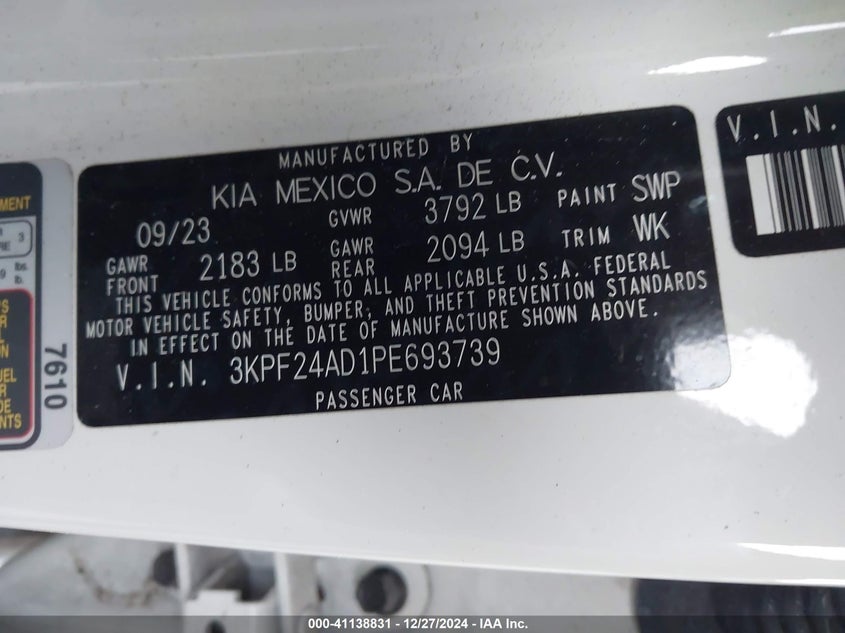 MANUFACTURED BY
KIA MEXICO S.A. DE C.V.
09/23 GVWR 3792 LB PAINT SWP
GAWR FRONT 2183 LB GAWR REAR 2094 LB TRIM WK
THIS VEHICLE CONFORMS TO ALL APPLICABLE U.S.A. FEDERAL
MOTOR VEHICLE SAFETY, BUMPER, AND THEFT PREVENTION STANDARDS
IN EFFECT ON THE DATE OF MANUFACTURE SHOWN ABOVE.
V.I.N. 3KPF24AD1PE693739
PASSENGER CAR
V.I.N.
7610
000-41138831 - 12/27/2024 - IAA Inc.